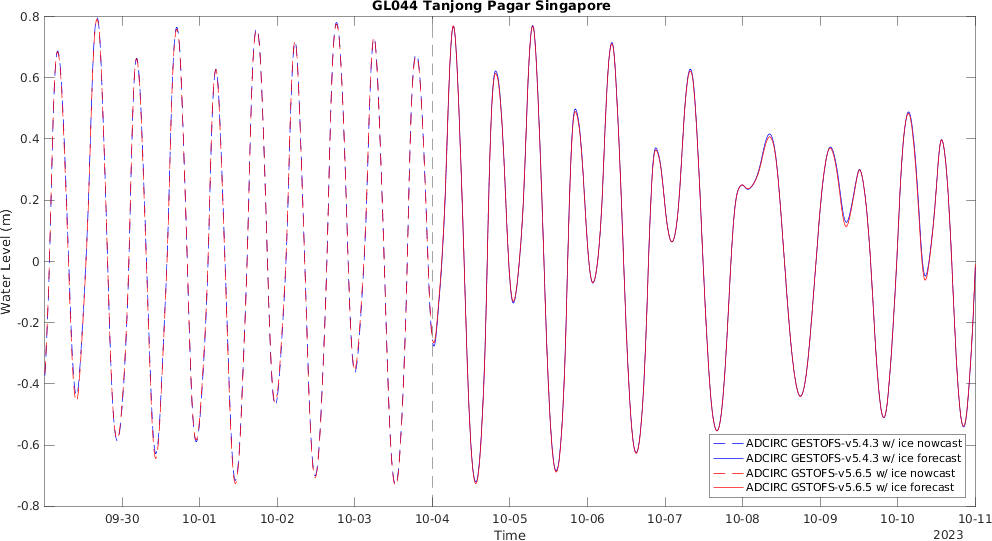 GL044 Tanjong Pagar Singapore
0.8
0.6
0.4
0.2
0
-0.2
-0.4
-0.6
-0.8
Water Level (m)
ADCIRC GESTOFS-v5.4.3 w/ ice nowcast
ADCIRC GESTOFS-v5.4.3 w/ ice forecast
ADCIRC GSTOFS-v5.6.5 w/ ice nowcast
ADCIRC GSTOFS-v5.6.5 w/ ice forecast
09-30 10-01 10-02 10-03 10-04 10-05 10-06 10-07 10-08 10-09 10-10 10-11
Time
2023